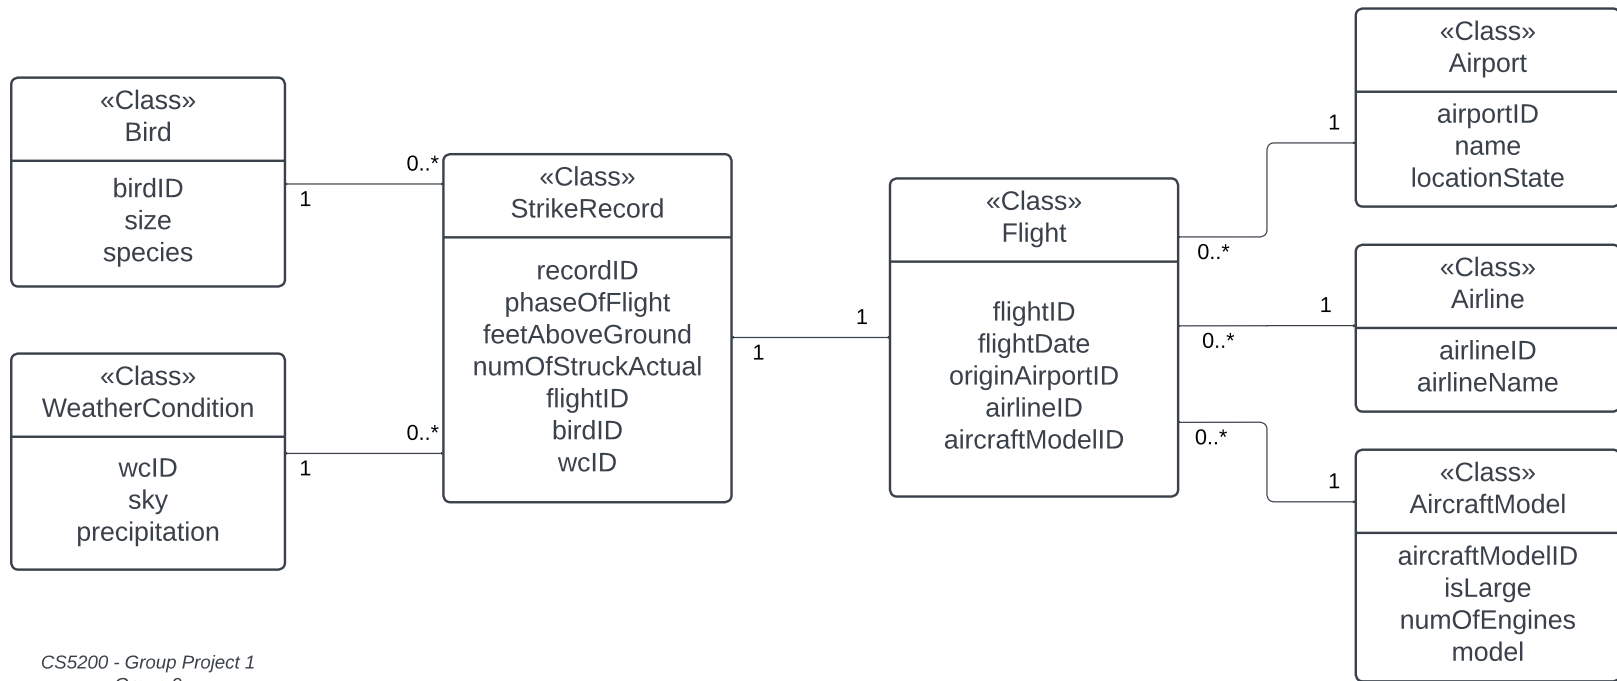 «Class»
Bird
birdID
size
species
1
0..*
«Class»
WeatherCondition
wcID
sky
precipitation
1
0..*
«Class»
StrikeRecord
recordID
phaseOfFlight
feetAboveGround
numOfStruckActual
flightID
birdID
wcID
1
1
«Class»
Flight
flightID
flightDate
originAirportID
airlineID
aircraftModelID
0..*
1
0..*
1
0..*
1
«Class»
Airport
airportID
name
locationState
«Class»
Airline
airlineID
airlineName
«Class»
AircraftModel
aircraftModelID
isLarge
numOfEngines
model
CS5200 - Group Project 1